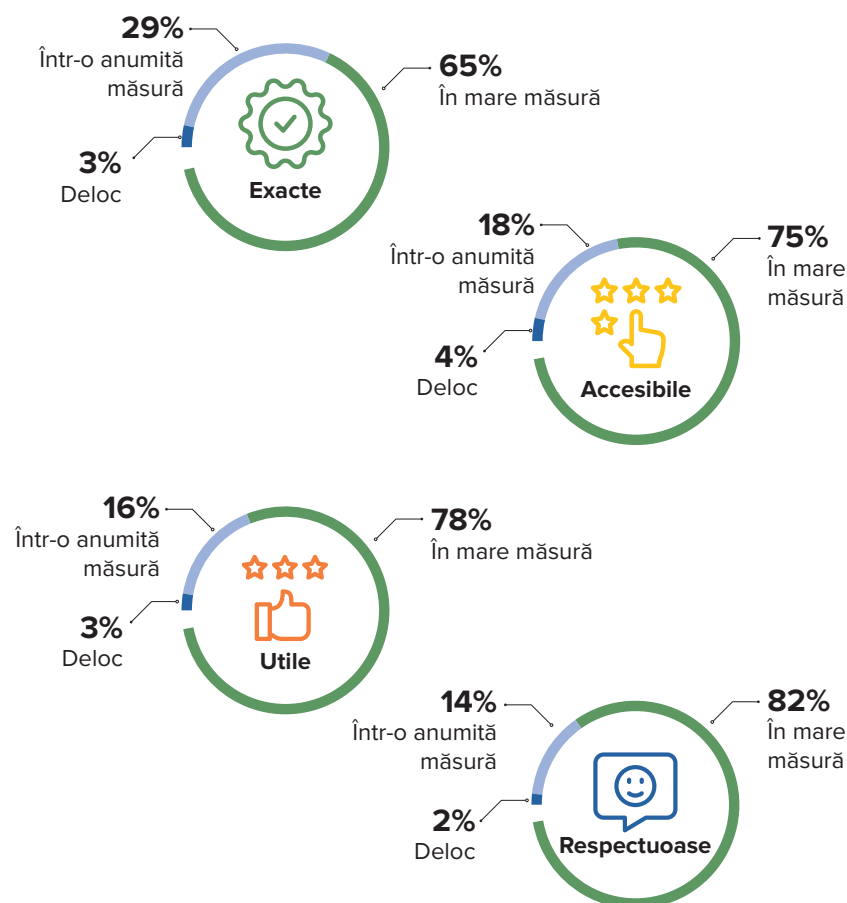 29%
Într-o anumită
măsură
65%
În mare măsură
3%
Deloc
Exacte
18%
Într-o anumită
măsură
75%
În mare
măsură
4%
Deloc
Accesibile
16%
Într-o anumită
măsură
78%
În mare măsură
3%
Deloc
Utile
14%
Într-o anumită
măsură
82%
În mare
măsură
2%
Deloc
Respectuoase